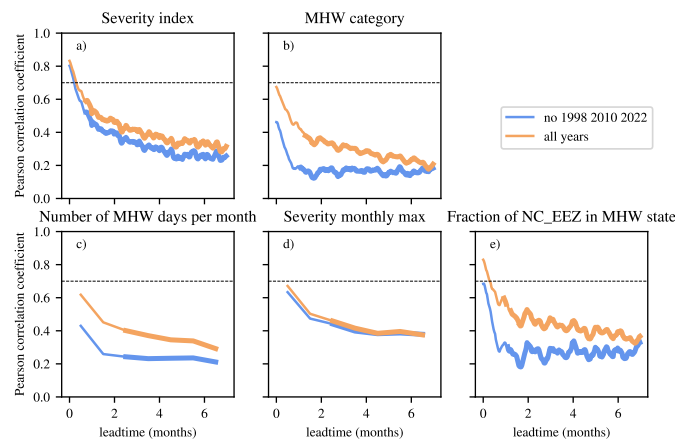 Severity index
MHW category
Pearson correlation coefficient
1.0
0.8
0.6
0.4
0.2
a)
b)
no 1998 2010 2022
all years
Number of MHW days per month
Severity monthly max
Fraction of NC_EEZ in MHW state
Pearson correlation coefficient
1.0
0.8
0.6
0.4
0.2
0.0
c)
d)
e)
0 2 4 6
0 2 4 6
0 2 4 6
leadtime (months)
leadtime (months)
leadtime (months)